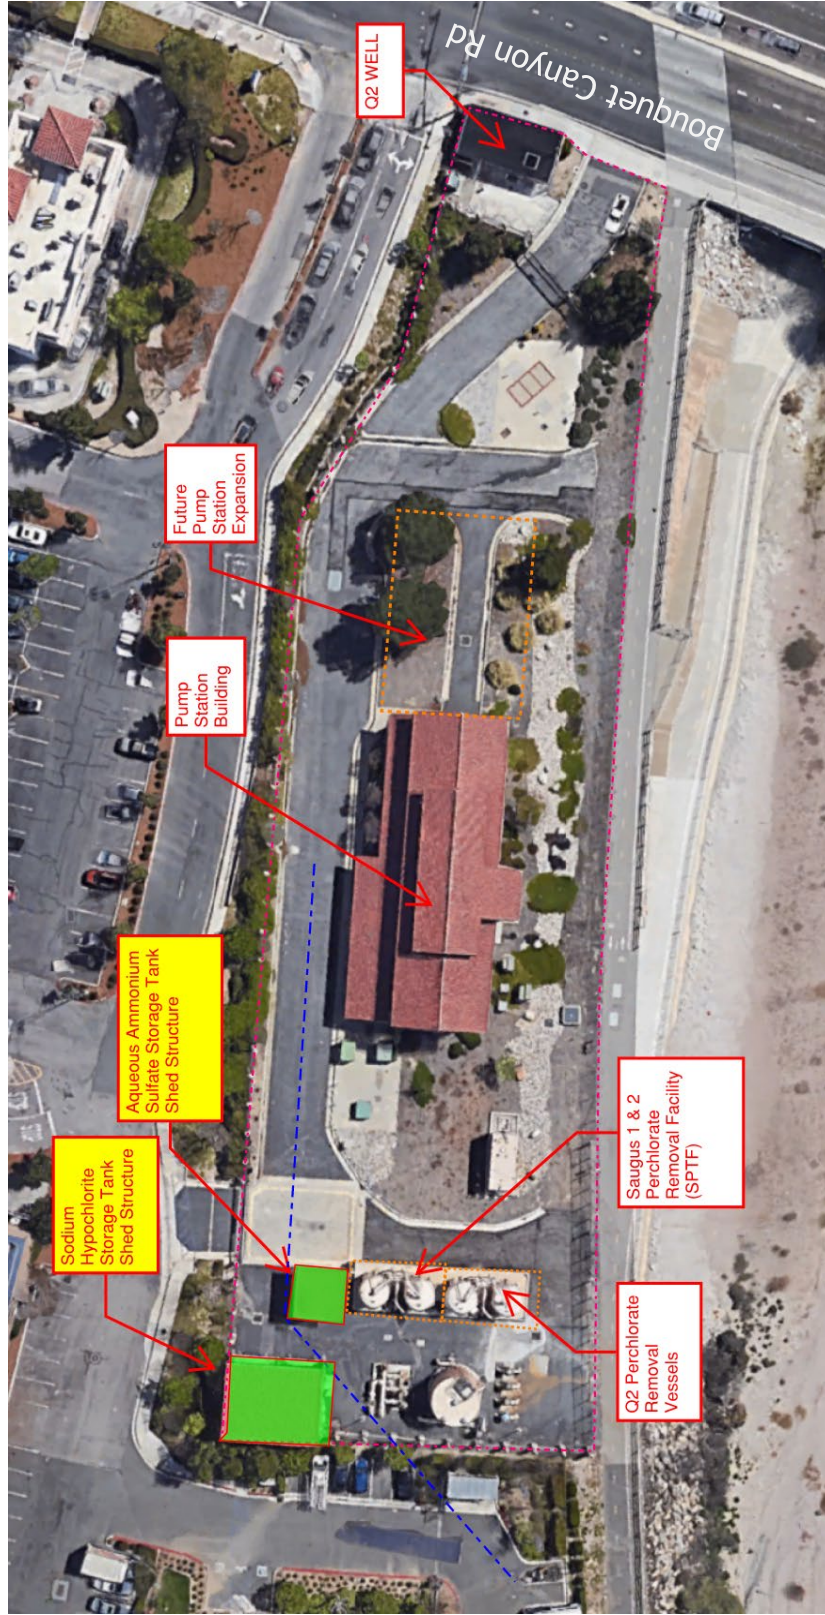 Bouquet Canyon Rd
Q2 WELL
Future
Pump
Station
Expansion
Pump
Station
Building
Aqueous Ammonium
Sulfate Storage Tank
Shed Structure
Sodium
Hypochlorite
Storage Tank
Shed Structure
Saugus 1 & 2
Perchlorate
Removal Facility
(SPTF)
Q2 Perchlorate
Removal
Vessels